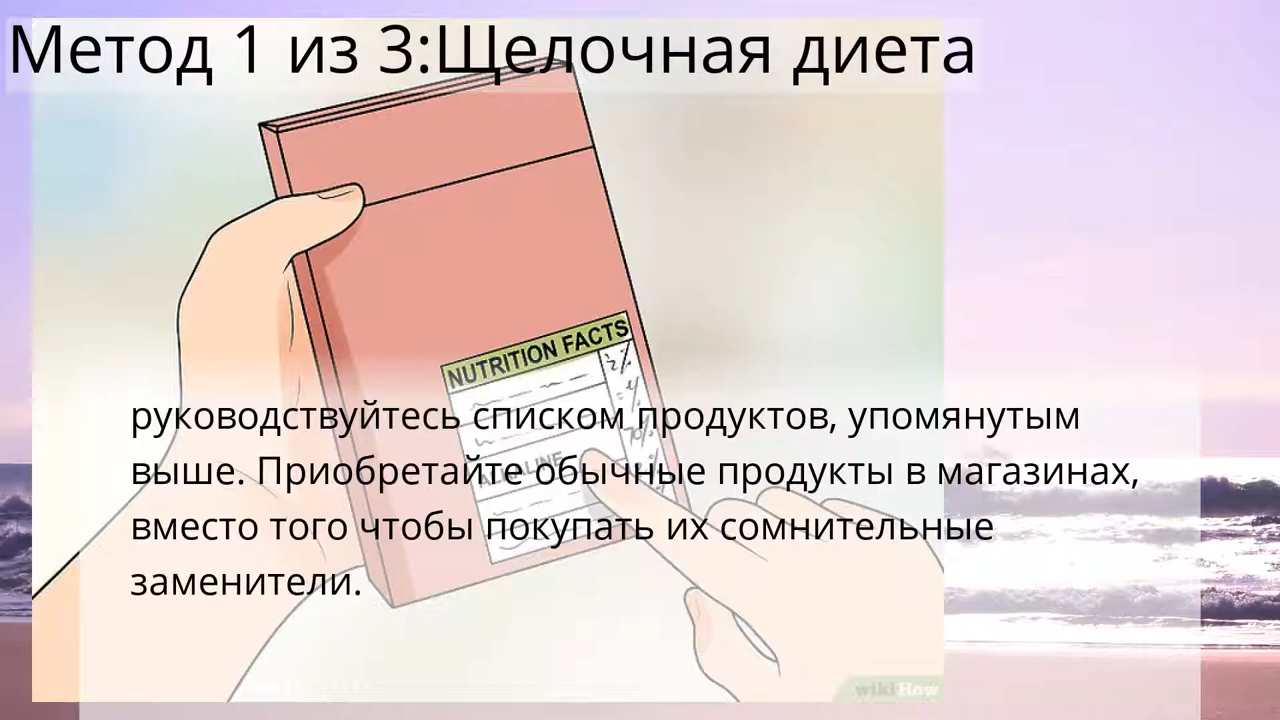 Метод 1 из 3:Щелочная диета
NUTRITION FACTS
руководствуйтесь списком продуктов, упомянутым
выше. Приобретайте обычные продукты в магазинах,
ALKALINE
вместо того чтобы покупать их сомнительные
заменители.
wikiHow